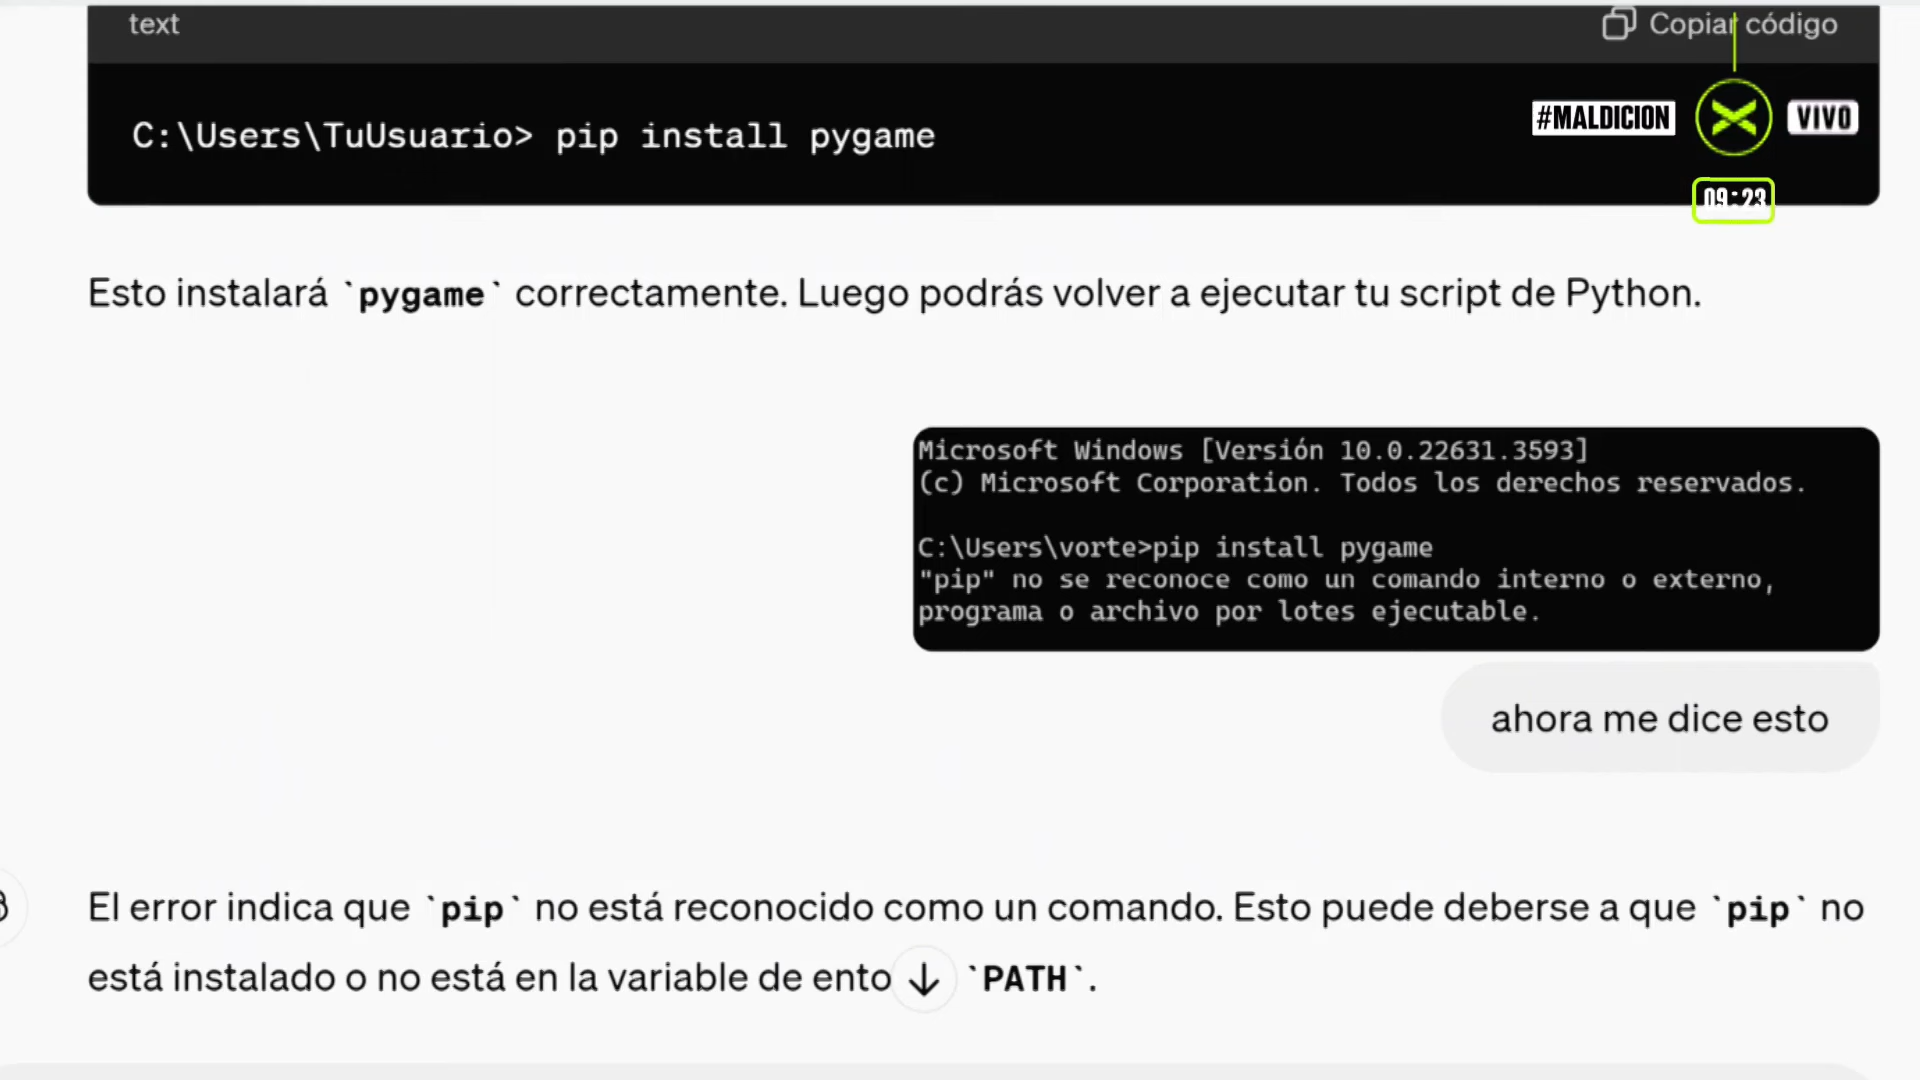 text
Copiar código
C:\Users\TuUsuario> pip install pygame
#MALDICION
VIVO
09:23
Esto instalará `pygame` correctamente. Luego podrás volver a ejecutar tu script de Python.
Microsoft Windows [Versión 10.0.22631.3593]
(c) Microsoft Corporation. Todos los derechos reservados.
C:\Users\vorte>pip install pygame
"pip" no se reconoce como un comando interno o externo,
programa o archivo por lotes ejecutable.
ahora me dice esto
El error indica que `pip` no está reconocido como un comando. Esto puede deberse a que `pip` no
está instalado o no está en la variable de ento `PATH`.